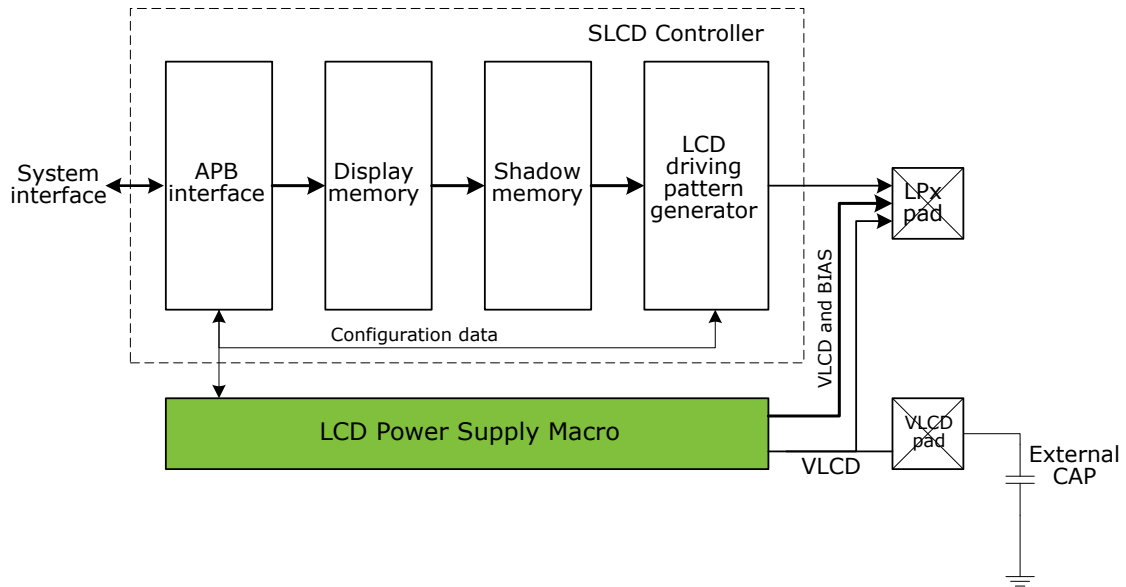 SLCD Controller
System
interface
APB
interface
Display
memory
Shadow
memory
LCD
driving
pattern
generator
LPx
pad
VLCD and BIAS
Configuration data
LCD Power Supply Macro
VLCD
VLCD
pad
External
CAP